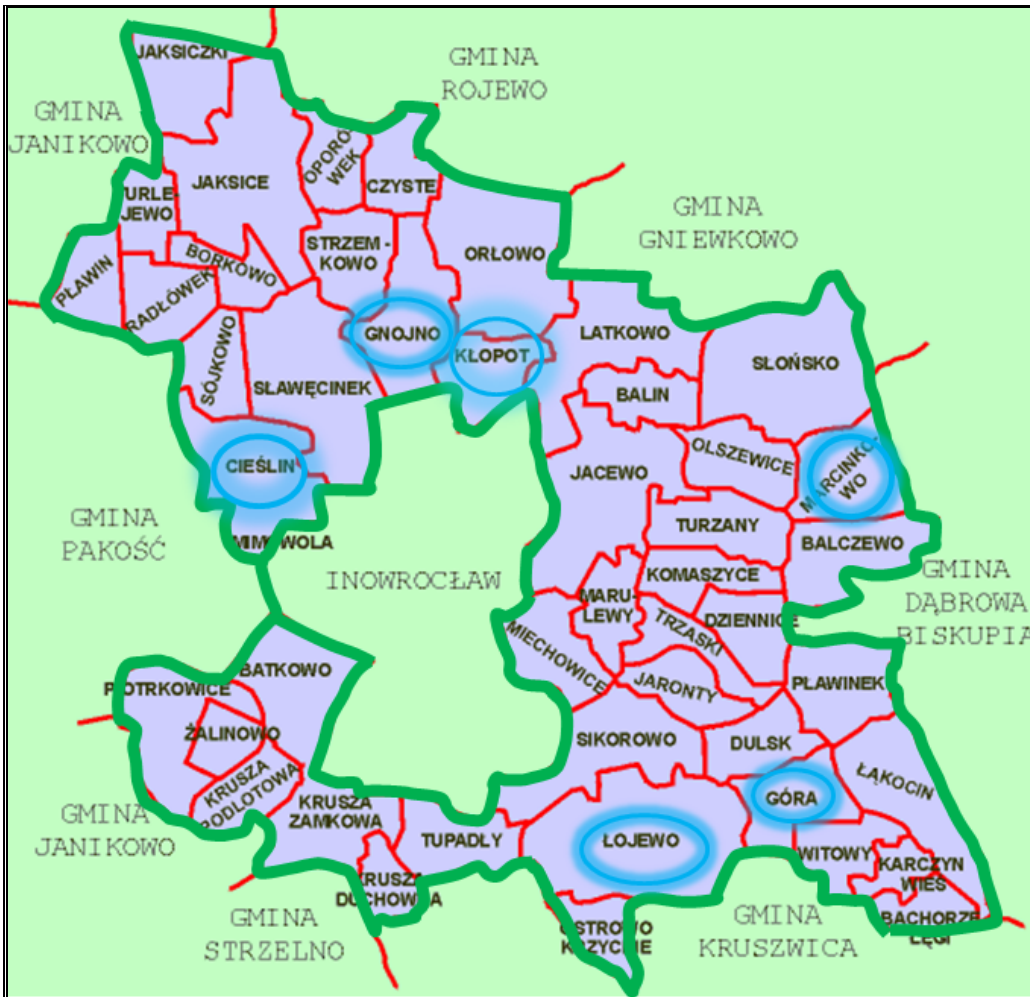 JAKSICZKI
GMINA
ROJEWO
GMINA
JANIKOWO
OPORO-
WEK
JAKSICE
CZYSTE
TURLE-
JEWO
GMINA
GNIEWKOWO
STRZEM-
KOWO
ORŁOWO
BORKOWO
PŁAWIN
RADŁÓWEK
GNOJNO
KŁOPOT
LATKOWO
SŁOŃSKO
SÓJKOWO
SLAWĘCINEK
BALIN
CIEŚLIN
OLSZEWICE
JACEWO
MARCINKO-
WO
GMINA
PAKOŚĆ
TURZANY
MIMOWOLA
BALCZEWO
INOWROCŁAW
KOMASZYCE
GMINA
DĄBROWA
BISKUPIA
MARU-
LEWY
DZIENNICE
TRZASKI
MIECHOWICE
BATKOWO
JARONTY
PŁAWINEK
PIOTRKOWICE
ŻALINOWO
SIKOROWO
DULSK
KRUSZA
PODLOTOWA
ŁĄKOCIN
GÓRA
KRUSZA
ZAMKOWA
GMINA
JANIKOWO
TUPADŁY
ŁOJEWO
WITOWY
KARCZYN
WIEŚ
KRUSZA
DUCHOWNA
GMINA
STRZELNO
OSTROWO
KRZYCKIE
GMINA
KRUSZWICA
BACHORZE
ŁĘGI